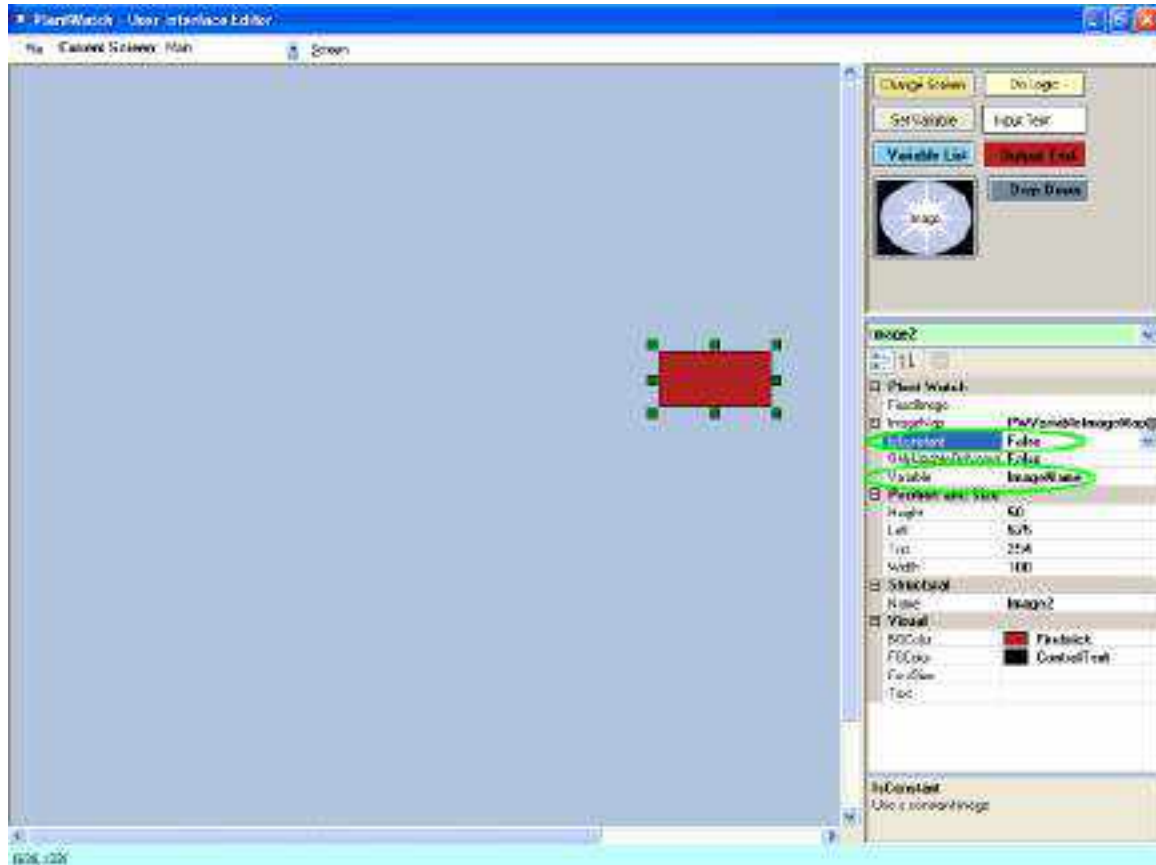 PlantWatch - User Interface Editor
File Current Screen: Main Screen
Change Screen Do Logic
Set Variable Input Text
Variable List Output Text
Image Drop Down
Image2
Plant Watch
FixedImage
ImageMap PWVariableImageMap
IsConstant False
False
Variable ImageName
Position and Size
Height 50
Left
Top 254
Width 100
Structural
Name Image2
Visual
BGColor Firebrick
FGColor ControlText
FontSize
Text
IsConstant
Use a constant image